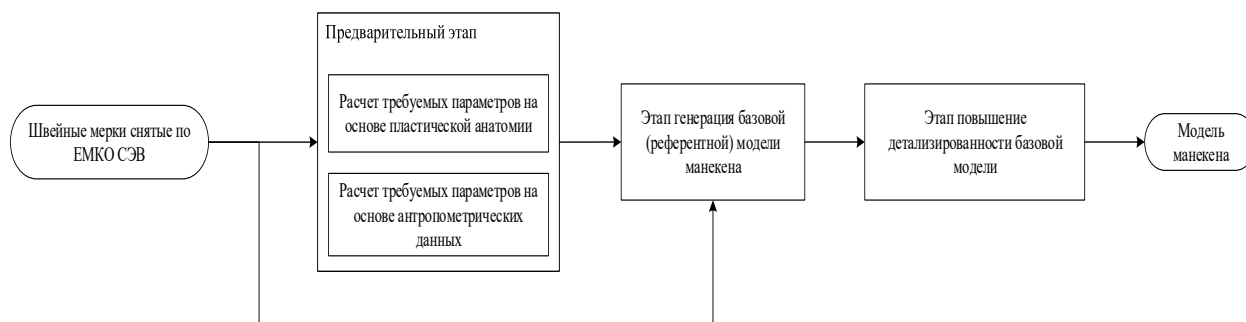 Швейные мерки снятые по
ЕМКО СЭВ
Предварительный этап
Расчет требуемых параметров на
основе пластической анатомии
Расчет требуемых параметров на
основе антропометрических
данных
Этап генерация базовой
(референтной) модели
манекена
Этап повышение
детализированности базовой
модели
Модель
манекена